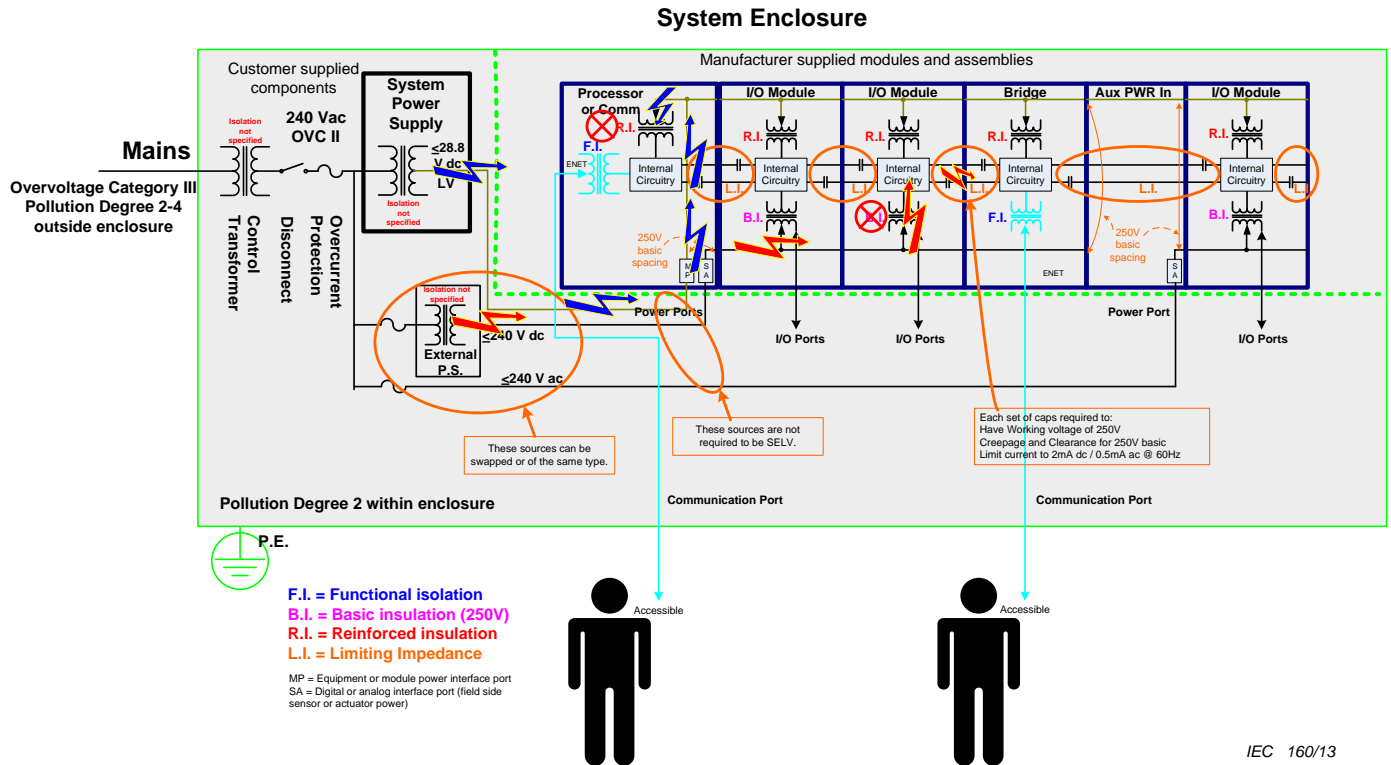 System Enclosure
Customer supplied
components
Manufacturer supplied modules and assemblies
System
Power
Supply
240 Vac
OVC II
Isolation
not
specified
Mains
Overvoltage Category III
Pollution Degree 2-4
outside enclosure
Control
Transformer
Disconnect
Overcurrent
Protection
≤28.8
V dc
LV
Isolation
not
specified
Processor
or Comm
I/O Module
I/O Module
Bridge
Aux PWR In
I/O Module
R.I.
R.I.
R.I.
R.I.
R.I.
F.I.
ENET
Internal
Circuitry
Internal
Circuitry
Internal
Circuitry
Internal
Circuitry
Internal
Circuitry
L.I.
L.I.
L.I.
L.I.
L.I.
B.I.
B.I.
F.I.
B.I.
250V
basic
spacing
250V
basic
spacing
MP
SA
ENET
SA
Isolation not
specified
External
P.S.
≤240 V dc
≤240 V ac
Power Ports
I/O Ports
I/O Ports
Power Port
I/O Ports
These sources can be
swapped or of the same type.
These sources are not
required to be SELV.
Each set of caps required to:
Have Working voltage of 250V
Creepage and Clearance for 250V basic
Limit current to 2mA dc / 0.5mA ac @ 60Hz
Pollution Degree 2 within enclosure
Communication Port
Communication Port
P.E.
F.I. = Functional isolation
B.I. = Basic insulation (250V)
R.I. = Reinforced insulation
L.I. = Limiting Impedance
MP = Equipment or module power interface port
SA = Digital or analog interface port (field side
sensor or actuator power)
Accessible
Accessible
IEC 160/13